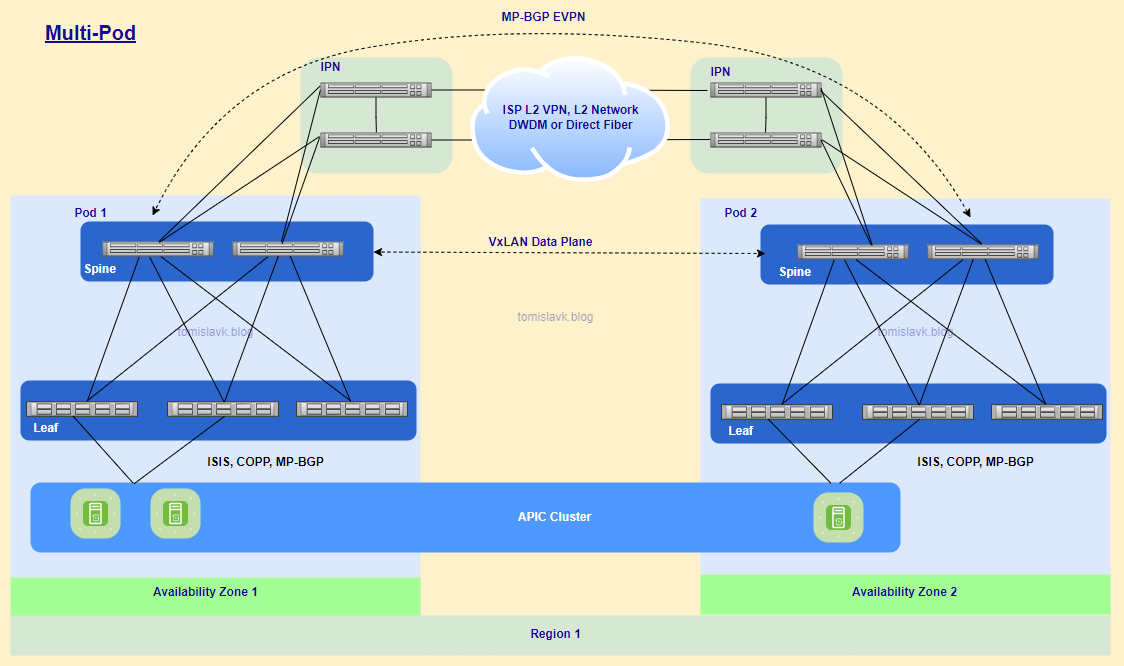 MP-BGP EVPN
Multi-Pod
IPN
IPN
ISP L2 VPN, L2 Network
DWDM or Direct Fiber
Pod 1
Pod 2
VxLAN Data Plane
Spine
Spine
tomislavk.blog
tomislavk.blog
tomislavk.blog
Leaf
Leaf
ISIS, COPP, MP-BGP
ISIS, COPP, MP-BGP
APIC Cluster
Availability Zone 1
Availability Zone 2
Region 1